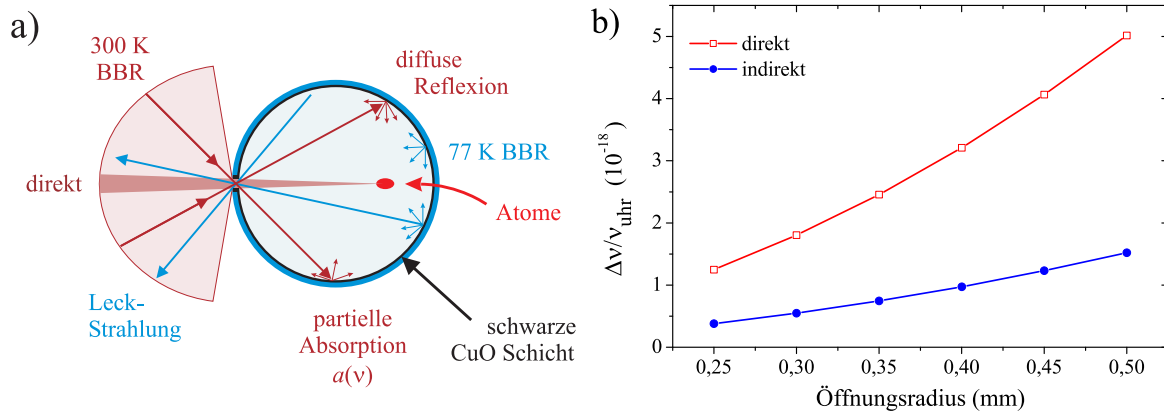 a)
300 K
BBR
diffuse
Reflexion
77 K BBR
direkt
Atome
Leck-
Strahlung
partielle
Absorption
a(ν)
schwarze
CuO Schicht
b)
direkt
indirekt
Δν/ν_uhr (10^-18)
5
4
3
2
1
0
0,25 0,30 0,35 0,40 0,45 0,50
Öffnungsradius (mm)